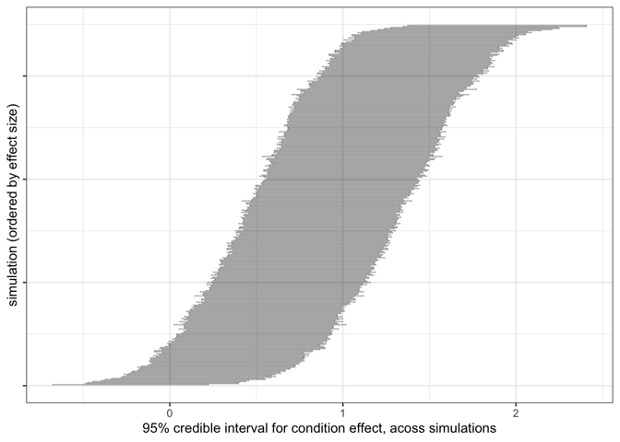 simulation (ordered by effect size)
0 1 2
95% credible interval for condition effect, acoss simulations